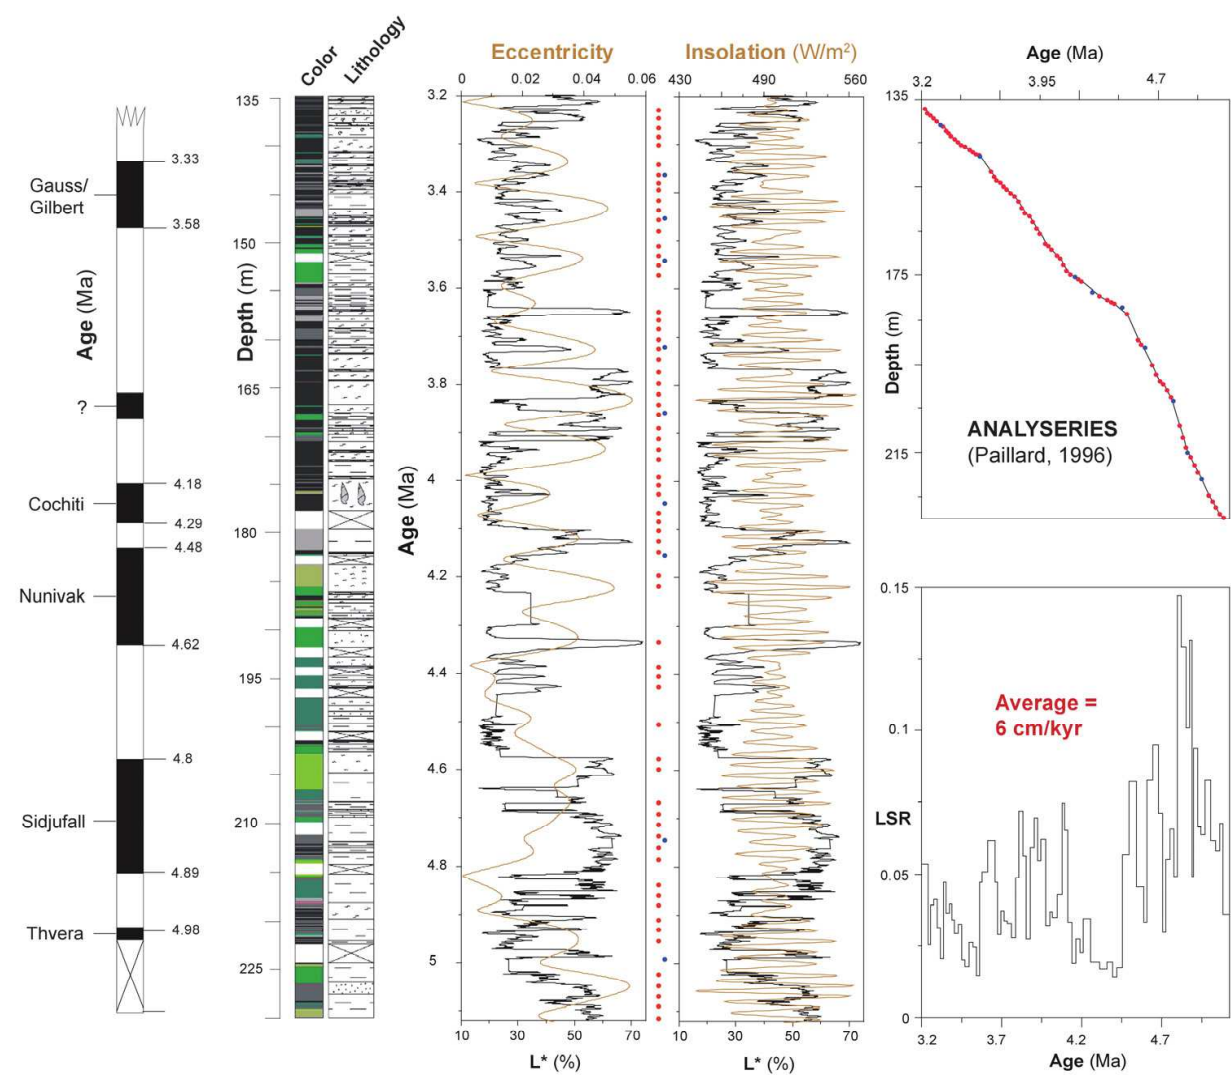 Gauss/
Gilbert
3.33
3.58
Age (Ma)
?
Cochiti
4.18
4.29
Nunivak
4.48
4.62
Sidjufall
4.8
4.89
Thvera
4.98
Color
Lithology
Depth (m)
135
150
165
180
195
210
225
Eccentricity
0 0.02 0.04 0.06
Age (Ma)
3.2
3.4
3.6
3.8
4
4.2
4.4
4.6
4.8
5
10 30 50 70
L* (%)
Insolation (W/m²)
430 490 560
10 30 50 70
L* (%)
Age (Ma)
3.2 3.95 4.7
Depth (m)
135
175
215
ANALYSERIES
(Paillard, 1996)
0.15
0.1
0.05
0
LSR
Average =
6 cm/kyr
3.2 3.7 4.2 4.7
Age (Ma)